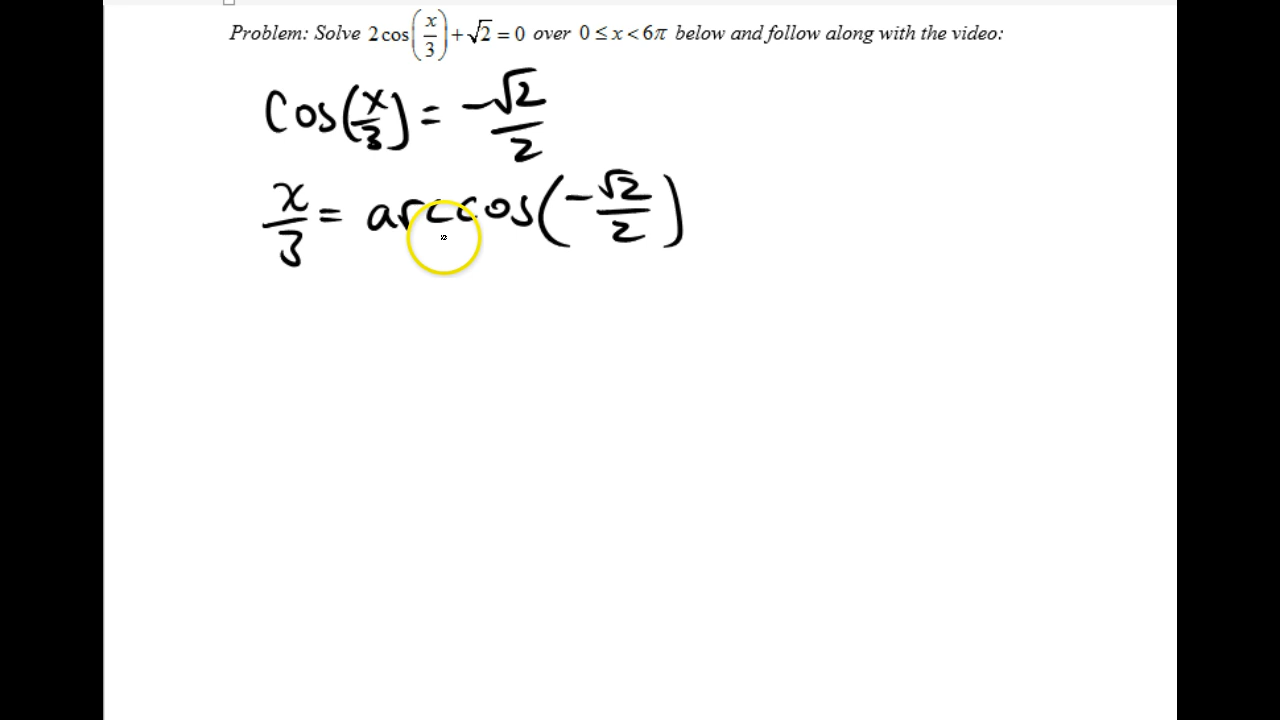 Problem: Solve 2cos(x/3)+√2=0 over 0≤x<6π below and follow along with the video:
Cos(x/3) = -√2/2
x/3 = arccos(-√2/2)